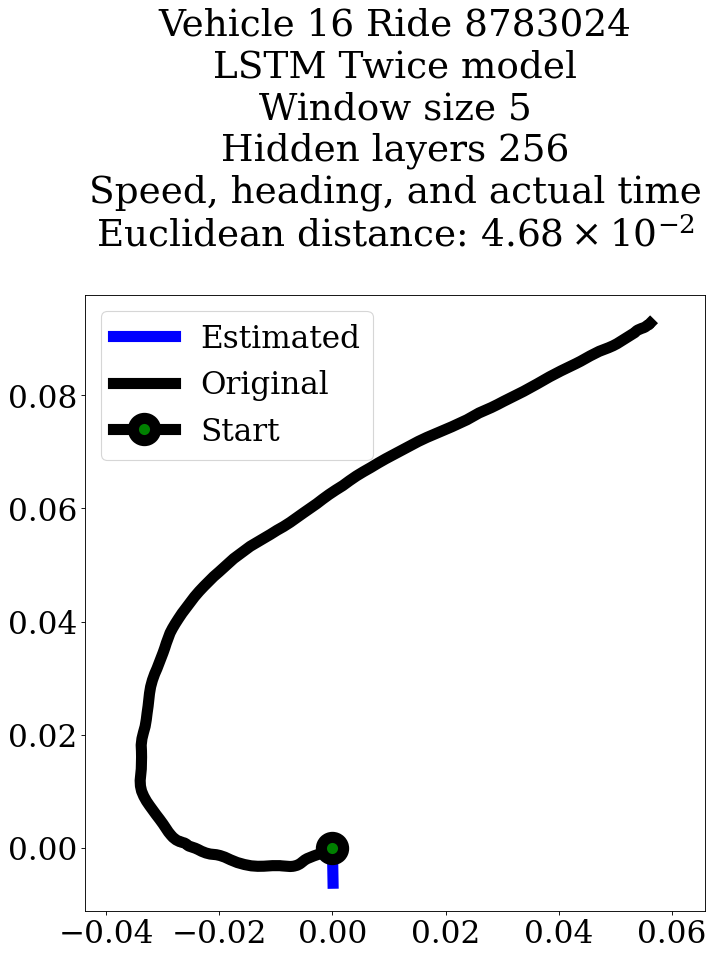 Vehicle 16 Ride 8783024
LSTM Twice model
Window size 5
Hidden layers 256
Speed, heading, and actual time
Euclidean distance: 4.68 × 10⁻²
Estimated
Original
Start
0.08
0.06
0.04
0.02
0.00
−0.04 −0.02 0.00 0.02 0.04 0.06